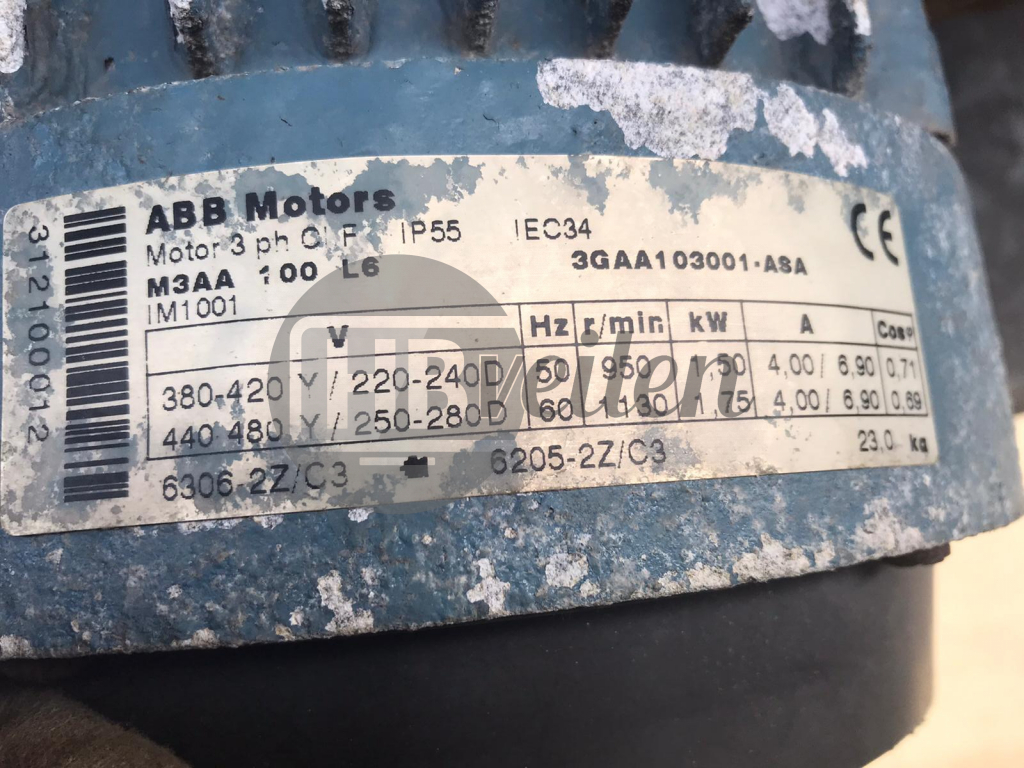 ABB Motors
Motor 3 ph Cl F IP55 IEC34 CE
M3AA 100 L6 3GAA103001-ASA
IM1001
V Hz r/min kW A Cos φ
380-420 Y / 220-240D 50 950 1,50 4,00 / 6,90 0,71
440-480 Y / 250-280D 60 1130 1,75 4,00 / 6,90 0,69
6306-2Z/C3 6205-2Z/C3 23,0 kg
3121000012
HBveilen